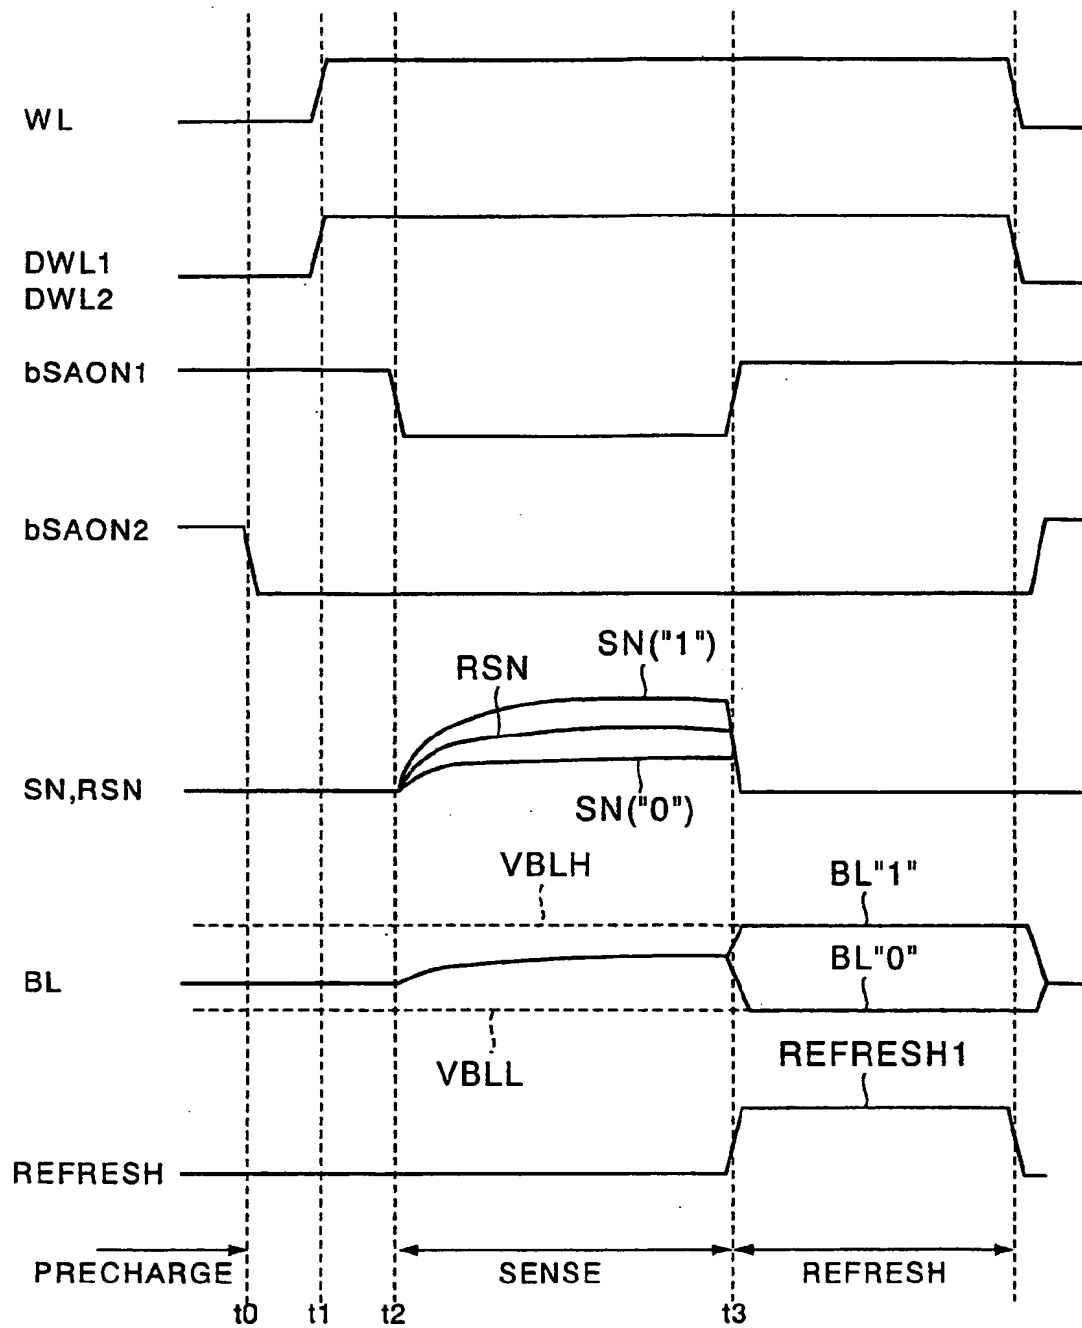 WL
DWL1
DWL2
bSAON1
bSAON2
SN("1")
RSN
SN,RSN
SN("0")
VBLH
BL"1"
BL"0"
BL
VBLL
REFRESH1
REFRESH
PRECHARGE
SENSE
REFRESH
t0
t1
t2
t3